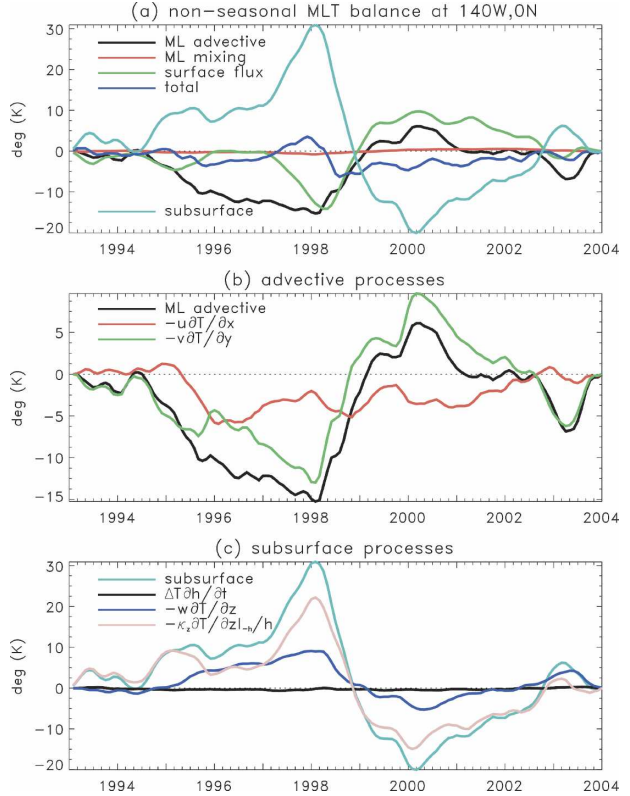 (a) non-seasonal MLT balance at 140W,0N
30
20
10
0
-10
-20
deg (K)
ML advective
ML mixing
surface flux
total
subsurface
1994 1996 1998 2000 2002 2004
(b) advective processes
5
0
-5
-10
-15
deg (K)
ML advective
-u∂T/∂x
-v∂T/∂y
1994 1996 1998 2000 2002 2004
(c) subsurface processes
30
20
10
0
-10
-20
deg (K)
subsurface
ΔT∂h/∂t
-w∂T/∂z
-κz∂T/∂z|-h/h
1994 1996 1998 2000 2002 2004